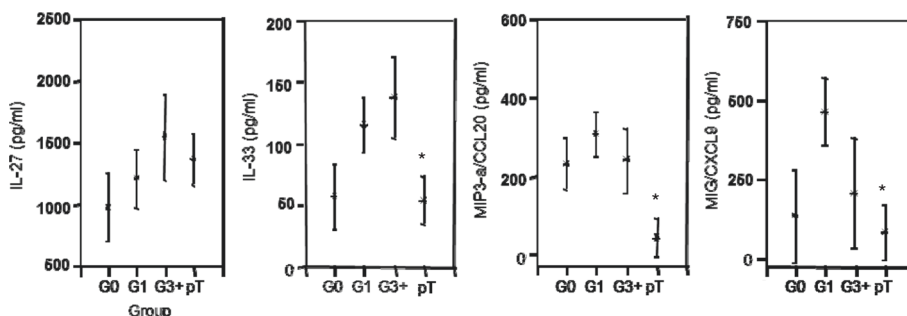 IL-27 (pg/ml)
2500
2000
1500
1000
500
G0 G1 G3+ pT
Group
IL-33 (pg/ml)
200
150
100
50
0
*
G0 G1 G3+ pT
MIP3-a/CCL20 (pg/ml)
600
400
200
0
*
G0 G1 G3+ pT
MIG/CXCL9 (pg/ml)
750
500
250
0
*
G0 G1 G3+ pT